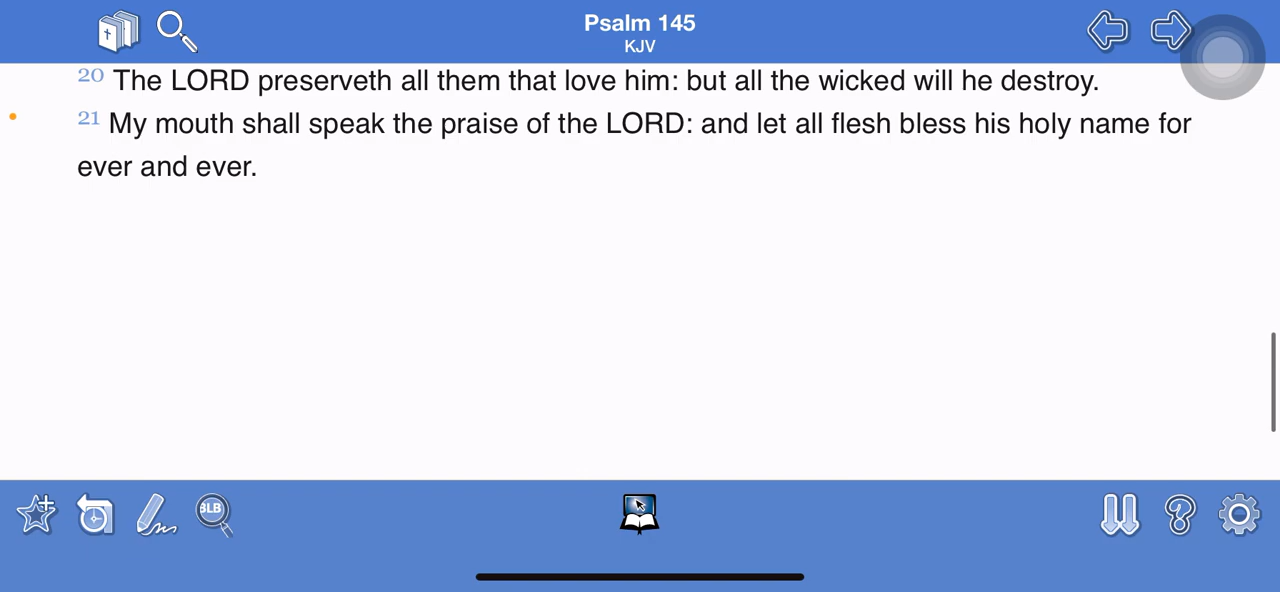 Psalm 145
KJV
20 The LORD preserveth all them that love him: but all the wicked will he destroy.
21 My mouth shall speak the praise of the LORD: and let all flesh bless his holy name for
ever and ever.
BLB